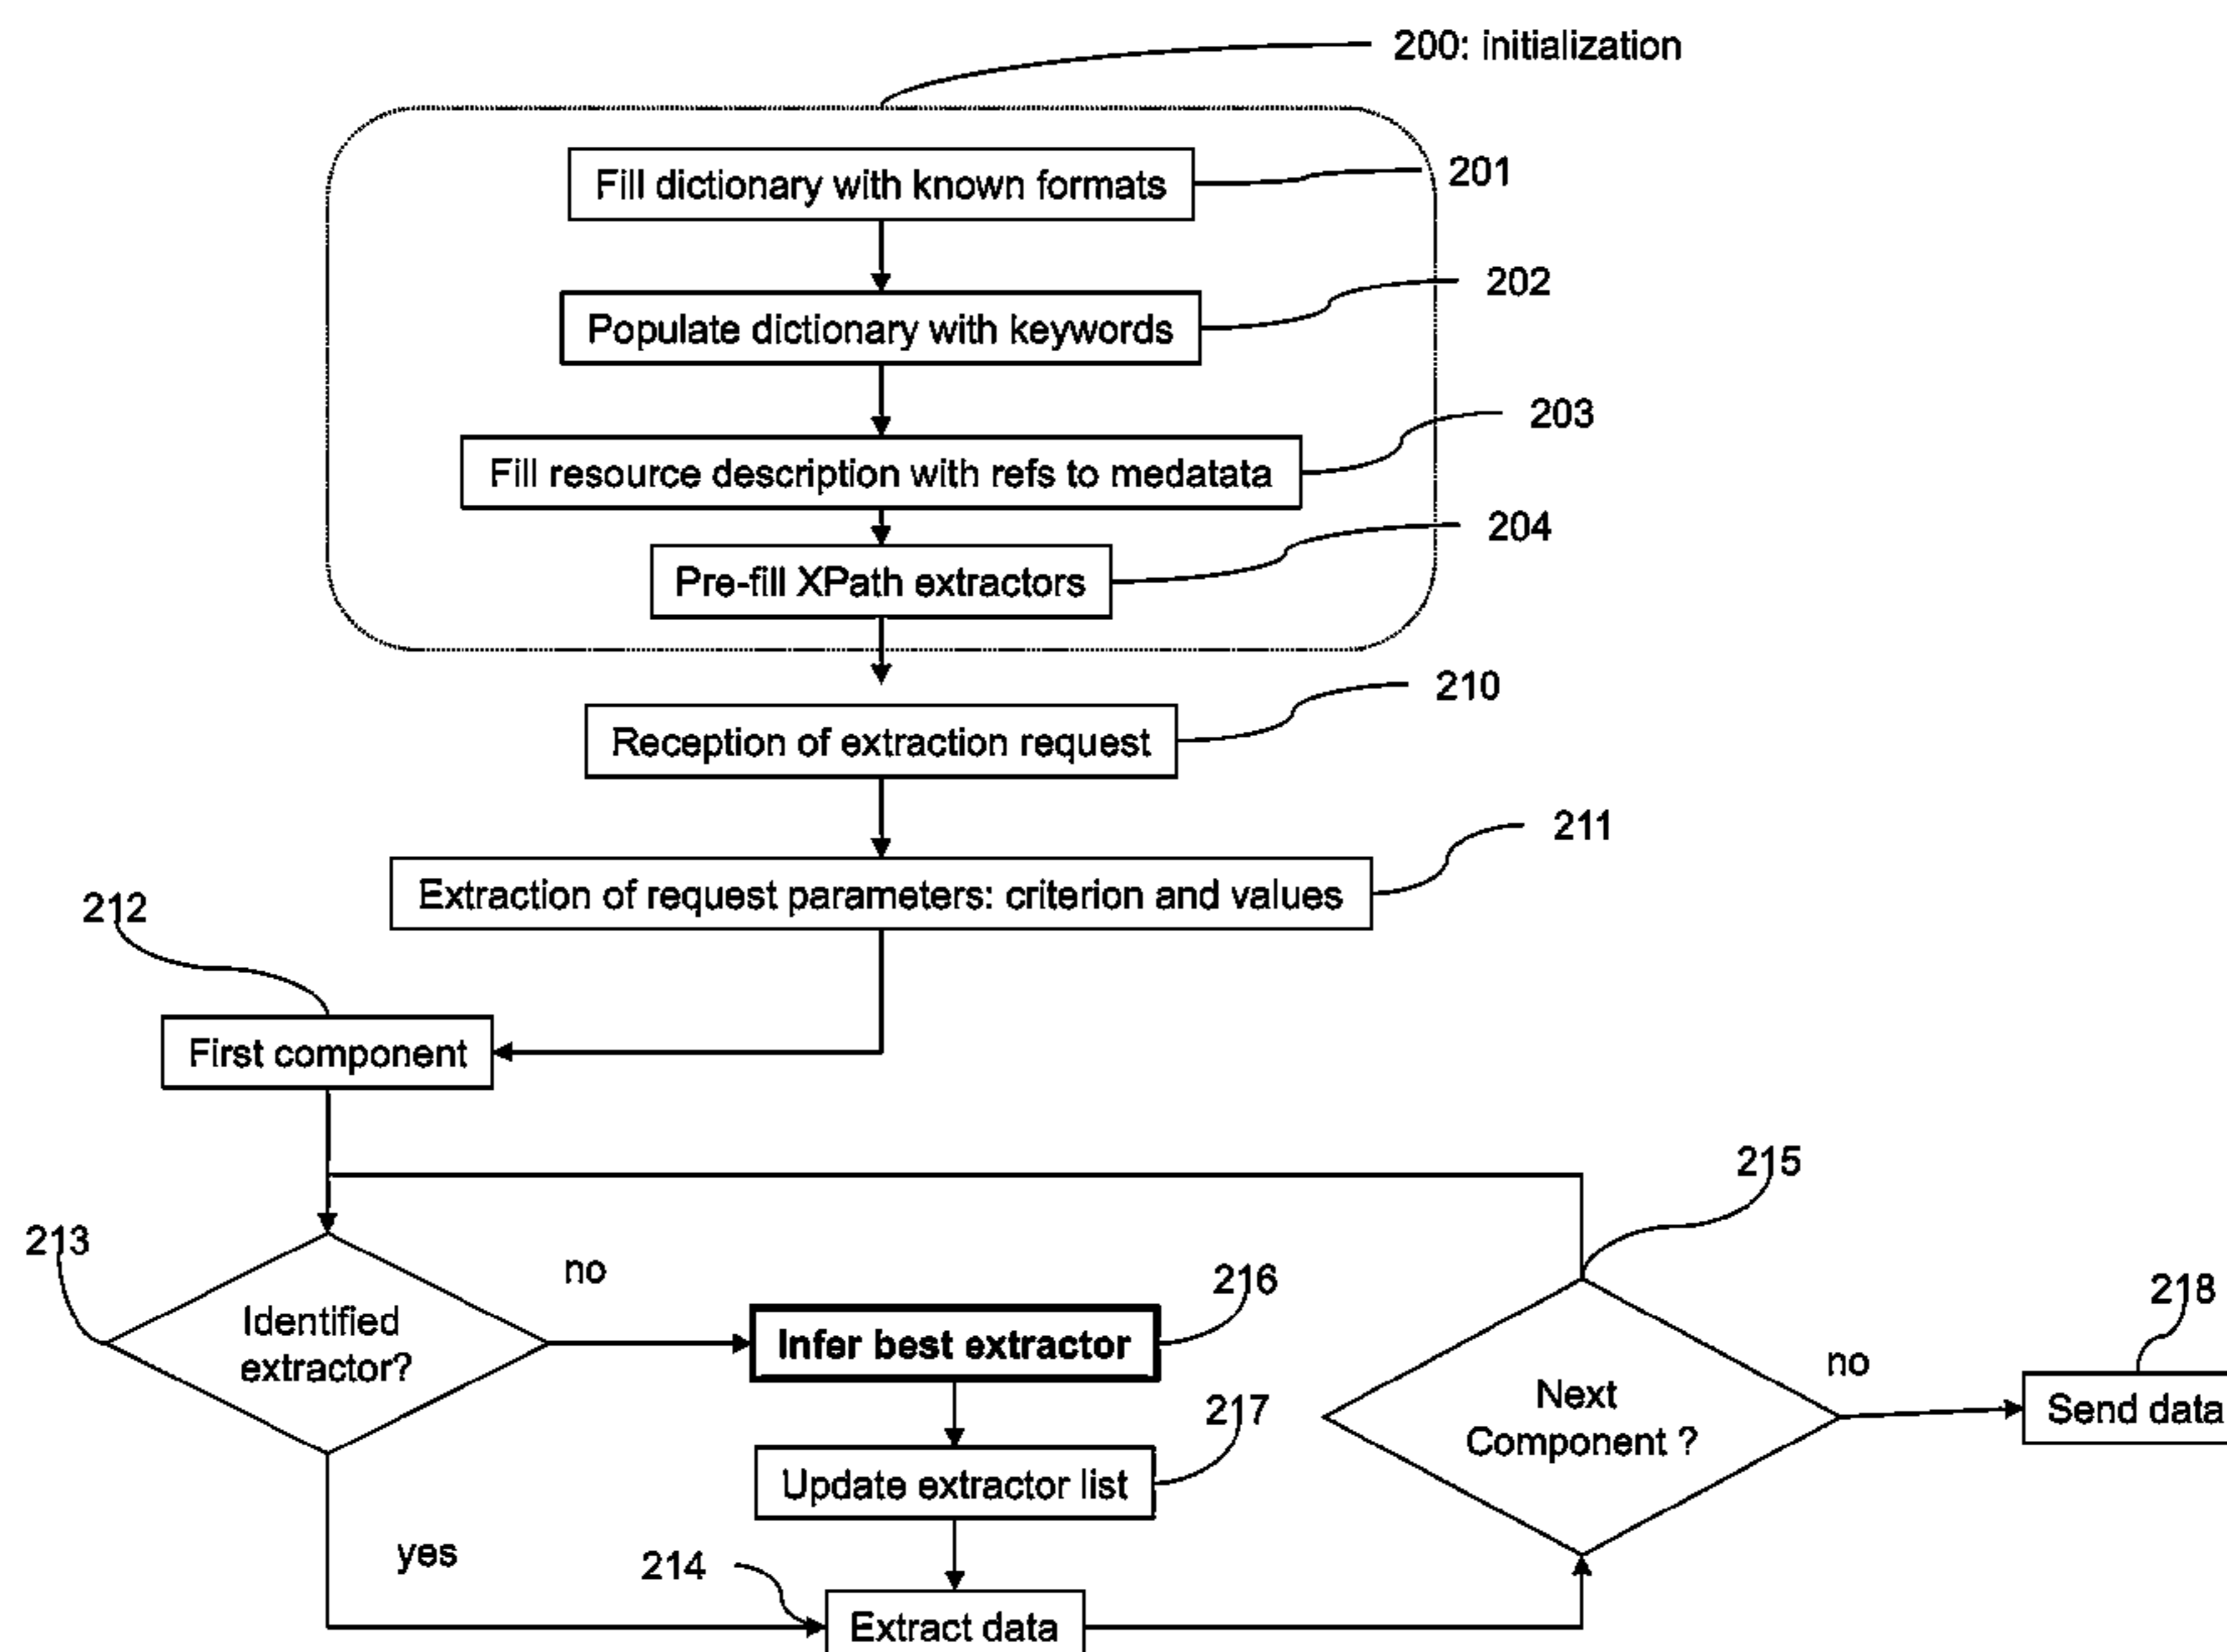 200: initialization
Fill dictionary with known formats
201
Populate dictionary with keywords
202
Fill resource description with refs to medatata
203
Pre-fill XPath extractors
204
Reception of extraction request
210
Extraction of request parameters: criterion and values
211
212
First component
213
Identified
extractor?
no
yes
Infer best extractor
216
Update extractor list
217
214
Extract data
215
Next
Component ?
no
218
Send data